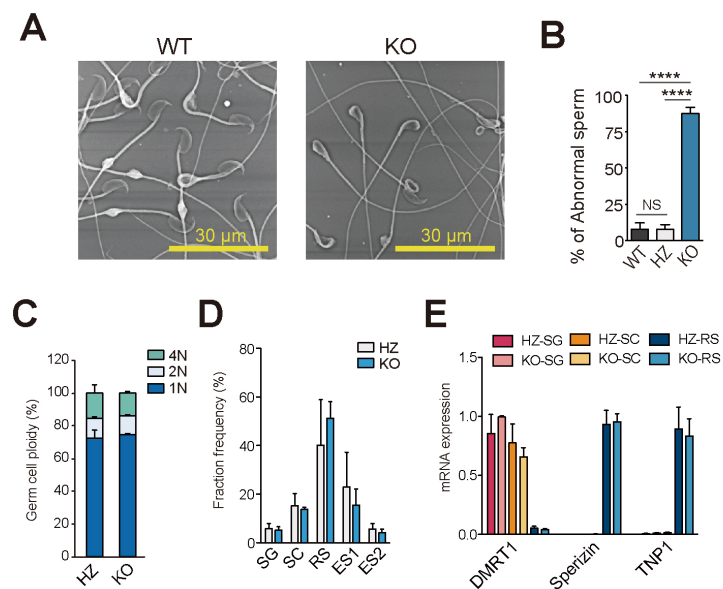 A
WT
KO
30 µm
30 µm
B
% of Abnormal sperm
100
75
50
25
0
****
****
NS
WT
HZ
KO
C
Germ cell ploidy (%)
120
100
80
60
40
20
0
4N
2N
1N
HZ
KO
D
Fraction frequency (%)
80
60
40
20
0
HZ
KO
SG
SC
RS
ES1
ES2
E
HZ-SG
HZ-SC
HZ-RS
KO-SG
KO-SC
KO-RS
mRNA expression
1.5
1.0
0.5
0.0
DMRT1
Sperizin
TNP1